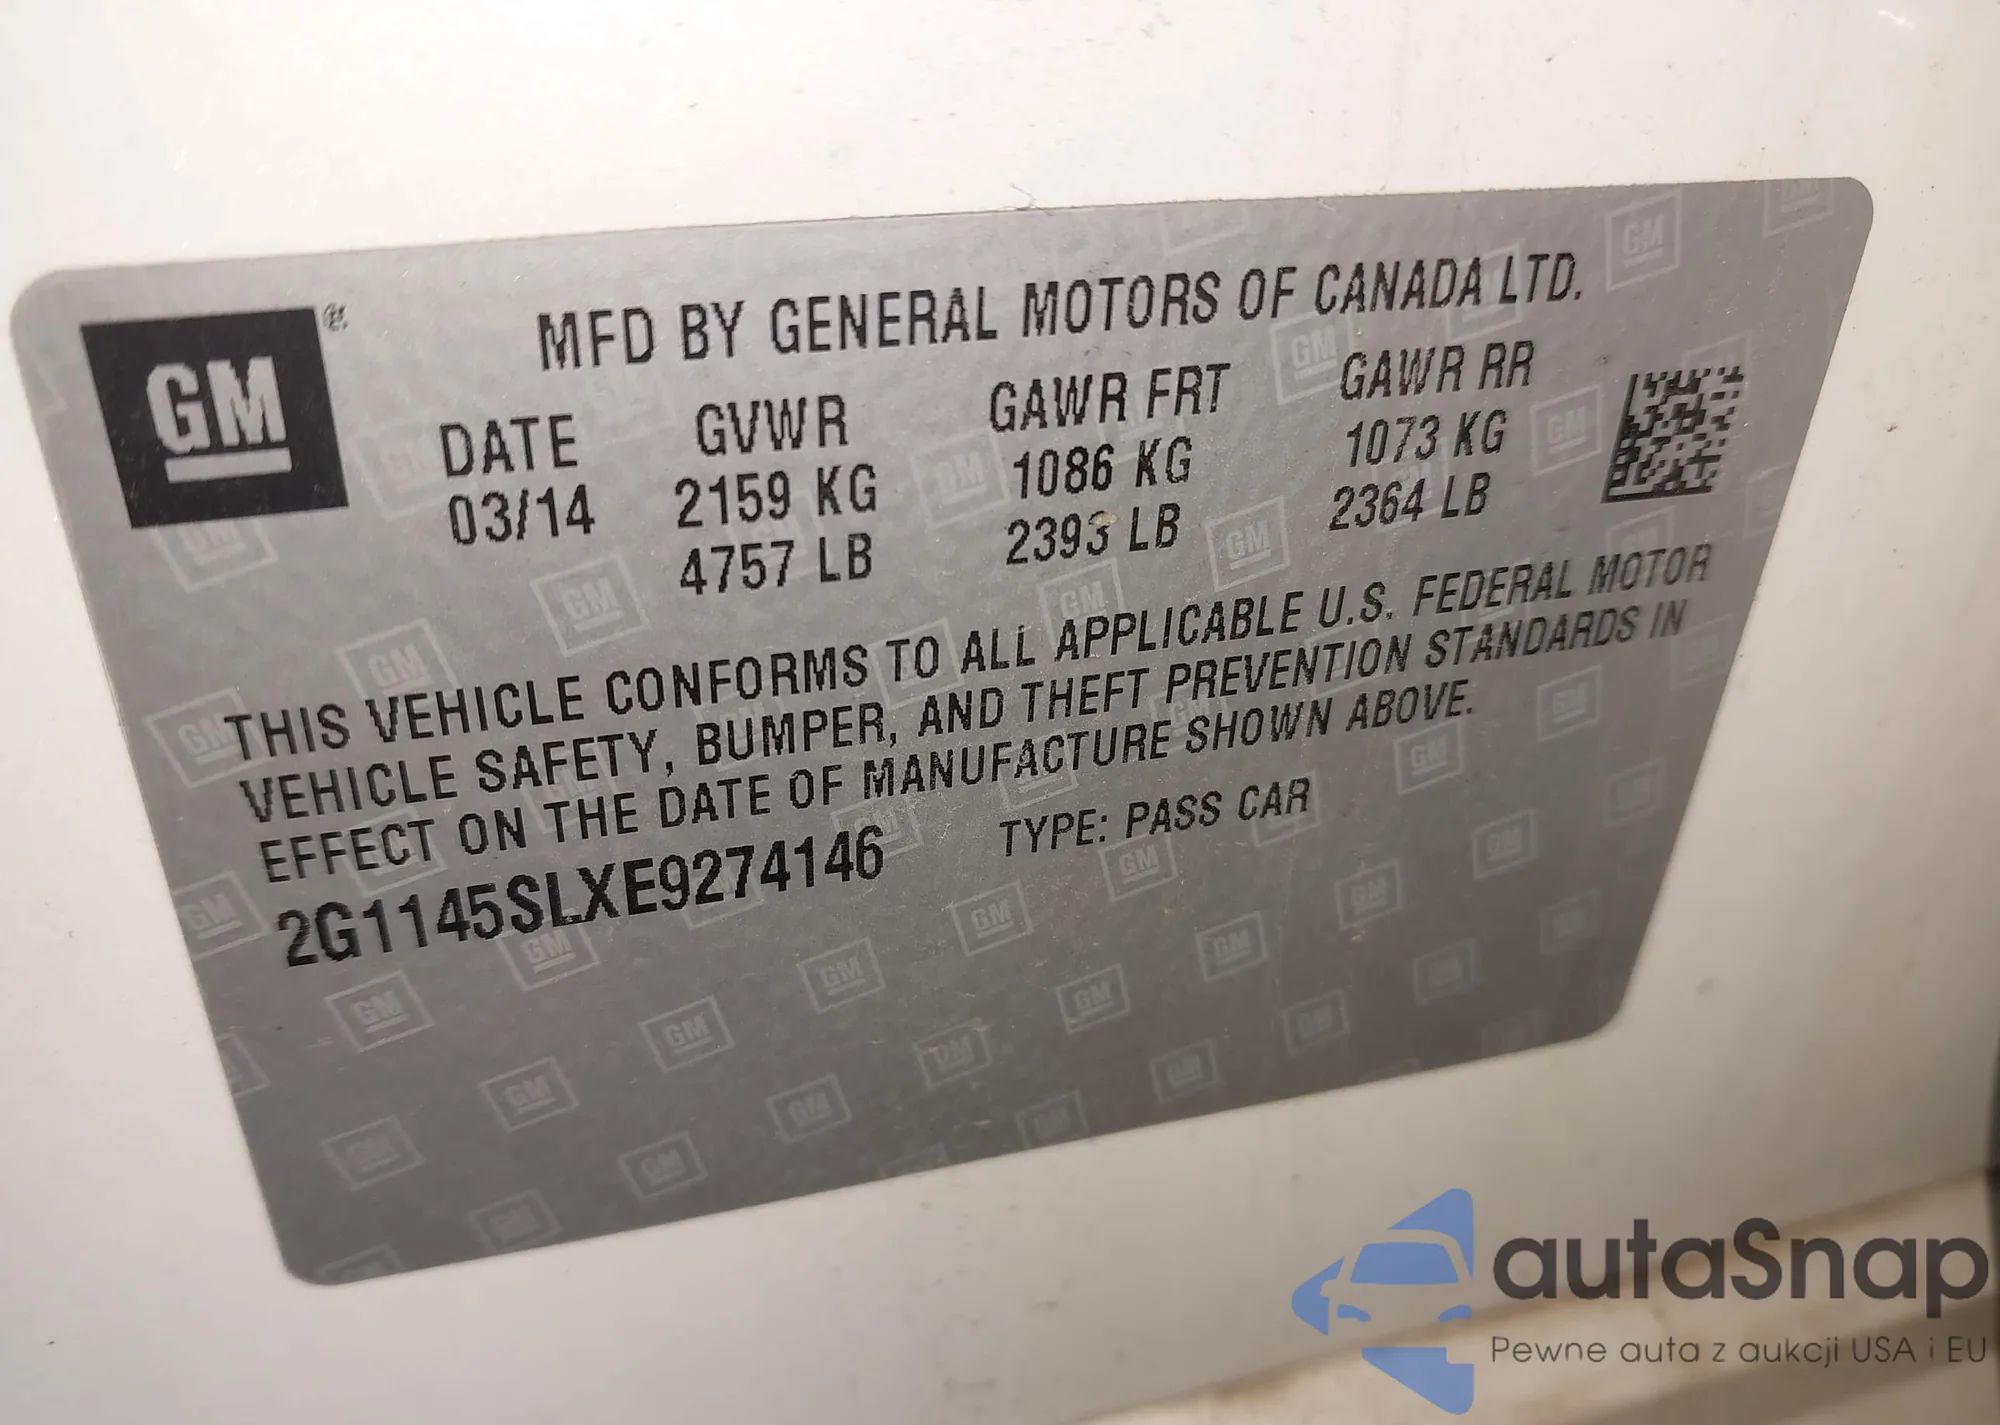 GM
MFD BY GENERAL MOTORS OF CANADA LTD.
DATE GVWR GAWR FRT GAWR RR
03/14 2159 KG 1086 KG 1073 KG
4757 LB 2393 LB 2364 LB
THIS VEHICLE CONFORMS TO ALL APPLICABLE U.S. FEDERAL MOTOR
VEHICLE SAFETY, BUMPER, AND THEFT PREVENTION STANDARDS IN
EFFECT ON THE DATE OF MANUFACTURE SHOWN ABOVE.
2G1145SLXE9274146 TYPE: PASS CAR
autaSnap
Pewne auta z aukcji USA i EU